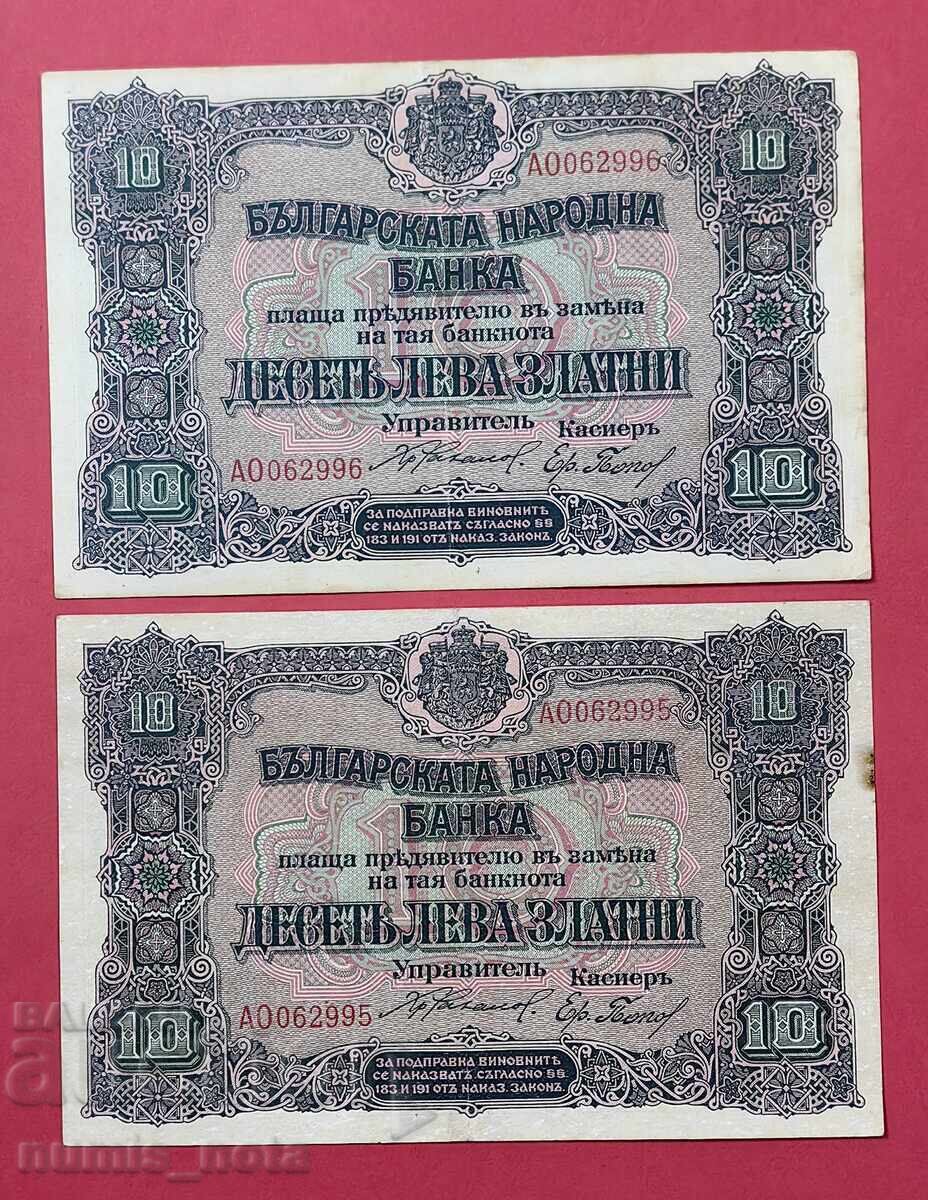 10
А0062996
10
БЪЛГАРСКАТА НАРОДНА
БАНКА
плаща прѣдявителю въ замѣна
на тая банкнота
ДЕСЕТЬ ЛЕВА ЗЛАТНИ
Управитель Касиеръ
А0062996
10
10
ЗА ПОДПРАВКА ВИНОВНИТѢ
СЕ НАКАЗВАТЪ СЪГЛАСНО §§
183 И 191 ОТЪ НАКАЗ. ЗАКОНЪ.
10
А0062995
10
БЪЛГАРСКАТА НАРОДНА
БАНКА
плаща прѣдявителю въ замѣна
на тая банкнота
ДЕСЕТЬ ЛЕВА ЗЛАТНИ
Управитель Касиеръ
А0062995
10
10
ЗА ПОДПРАВКА ВИНОВНИТѢ
СЕ НАКАЗВАТЪ СЪГЛАСНО §§
183 И 191 ОТЪ НАКАЗ. ЗАКОНЪ.
numis_nota